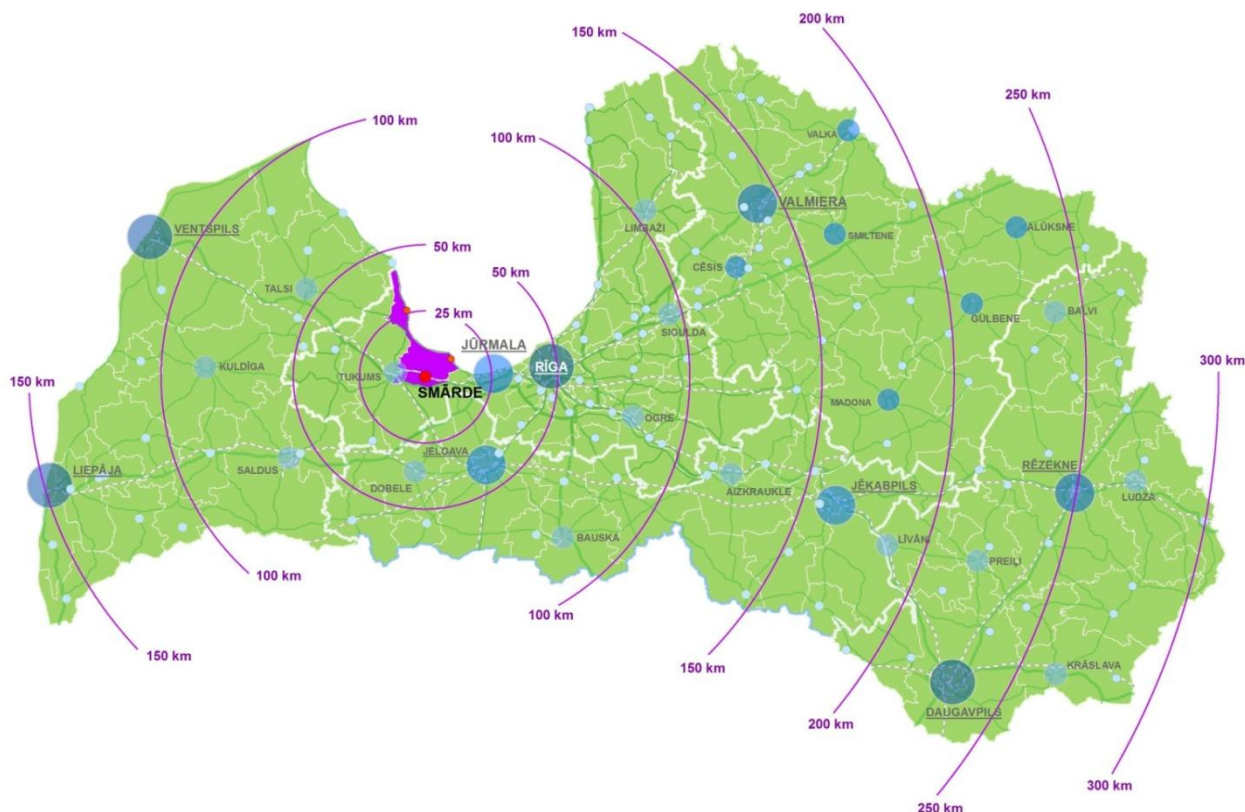 200 km
150 km
250 km
100 km
100 km
VALKA
VALMIERA
LIMBAŽI
VENTSPILS
SMILTENE
ALŪKSNE
50 km
50 km
CĒSIS
TALSI
25 km
SIGULDA
GULBENE
BALVI
JŪRMALA
RĪGA
KULDĪGA
TUKUMS
SMĀRDE
300 km
150 km
MADONA
OGRE
JELGAVA
SALDUS
DOBELE
LIEPĀJA
AIZKRAUKLE
JĒKABPILS
RĒZEKNE
LUDZA
BAUSKA
LĪVĀNI
PREIĻI
100 km
100 km
150 km
150 km
KRĀSLAVA
DAUGAVPILS
200 km
300 km
250 km